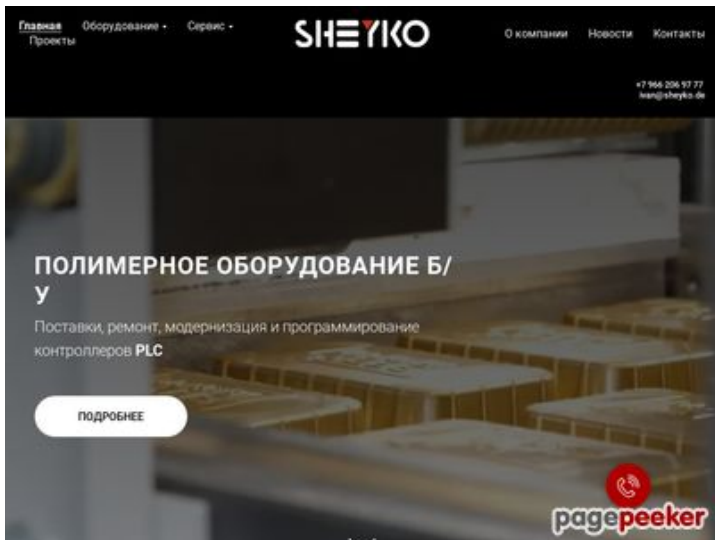 Главная Оборудование Сервис
Проекты
SHEYKO
О компании Новости Контакты
+7 966 206 97 77
ivan@sheyko.de
ПОЛИМЕРНОЕ ОБОРУДОВАНИЕ Б/
У
Поставки, ремонт, модернизация и программирование
контроллеров PLC
ПОДРОБНЕЕ
pagepeeker